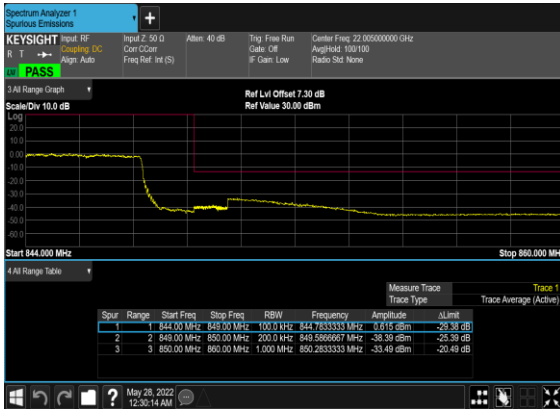 Spectrum Analyzer 1
Spurious Emissions
+
KEYSIGHT Input: RF Input Z: 50 Ω Atten: 40 dB Trig: Free Run Center Freq: 22.005000000 GHz
R T Coupling: DC Corr CCorr Gate: Off Avg|Hold: 100/100
Align: Auto Freq Ref: Int (S) IF Gain: Low Radio Std: None
PASS
3 All Range Graph
Ref Lvl Offset 7.30 dB
Scale/Div 10.0 dB Ref Value 30.00 dBm
Log
20.0
10.0
0.00
-10.0
-20.0
-30.0
-40.0
-50.0
-60.0
Start 844.000 MHz Stop 860.000 MH
4 All Range Table
Measure Trace Trace 1
Trace Type Trace Average (Active)
Spur Range Start Freq Stop Freq RBW Frequency Amplitude ΔLimit
1 1 844.00 MHz 849.00 MHz 100.0 kHz 844.7833333 MHz 0.615 dBm -29.38 dB
2 2 849.00 MHz 850.00 MHz 200.0 kHz 849.5866667 MHz -38.39 dBm -25.39 dB
3 3 850.00 MHz 860.00 MHz 1.000 MHz 850.2833333 MHz -33.49 dBm -20.49 dB
? May 28, 2022
12:30:14 AM